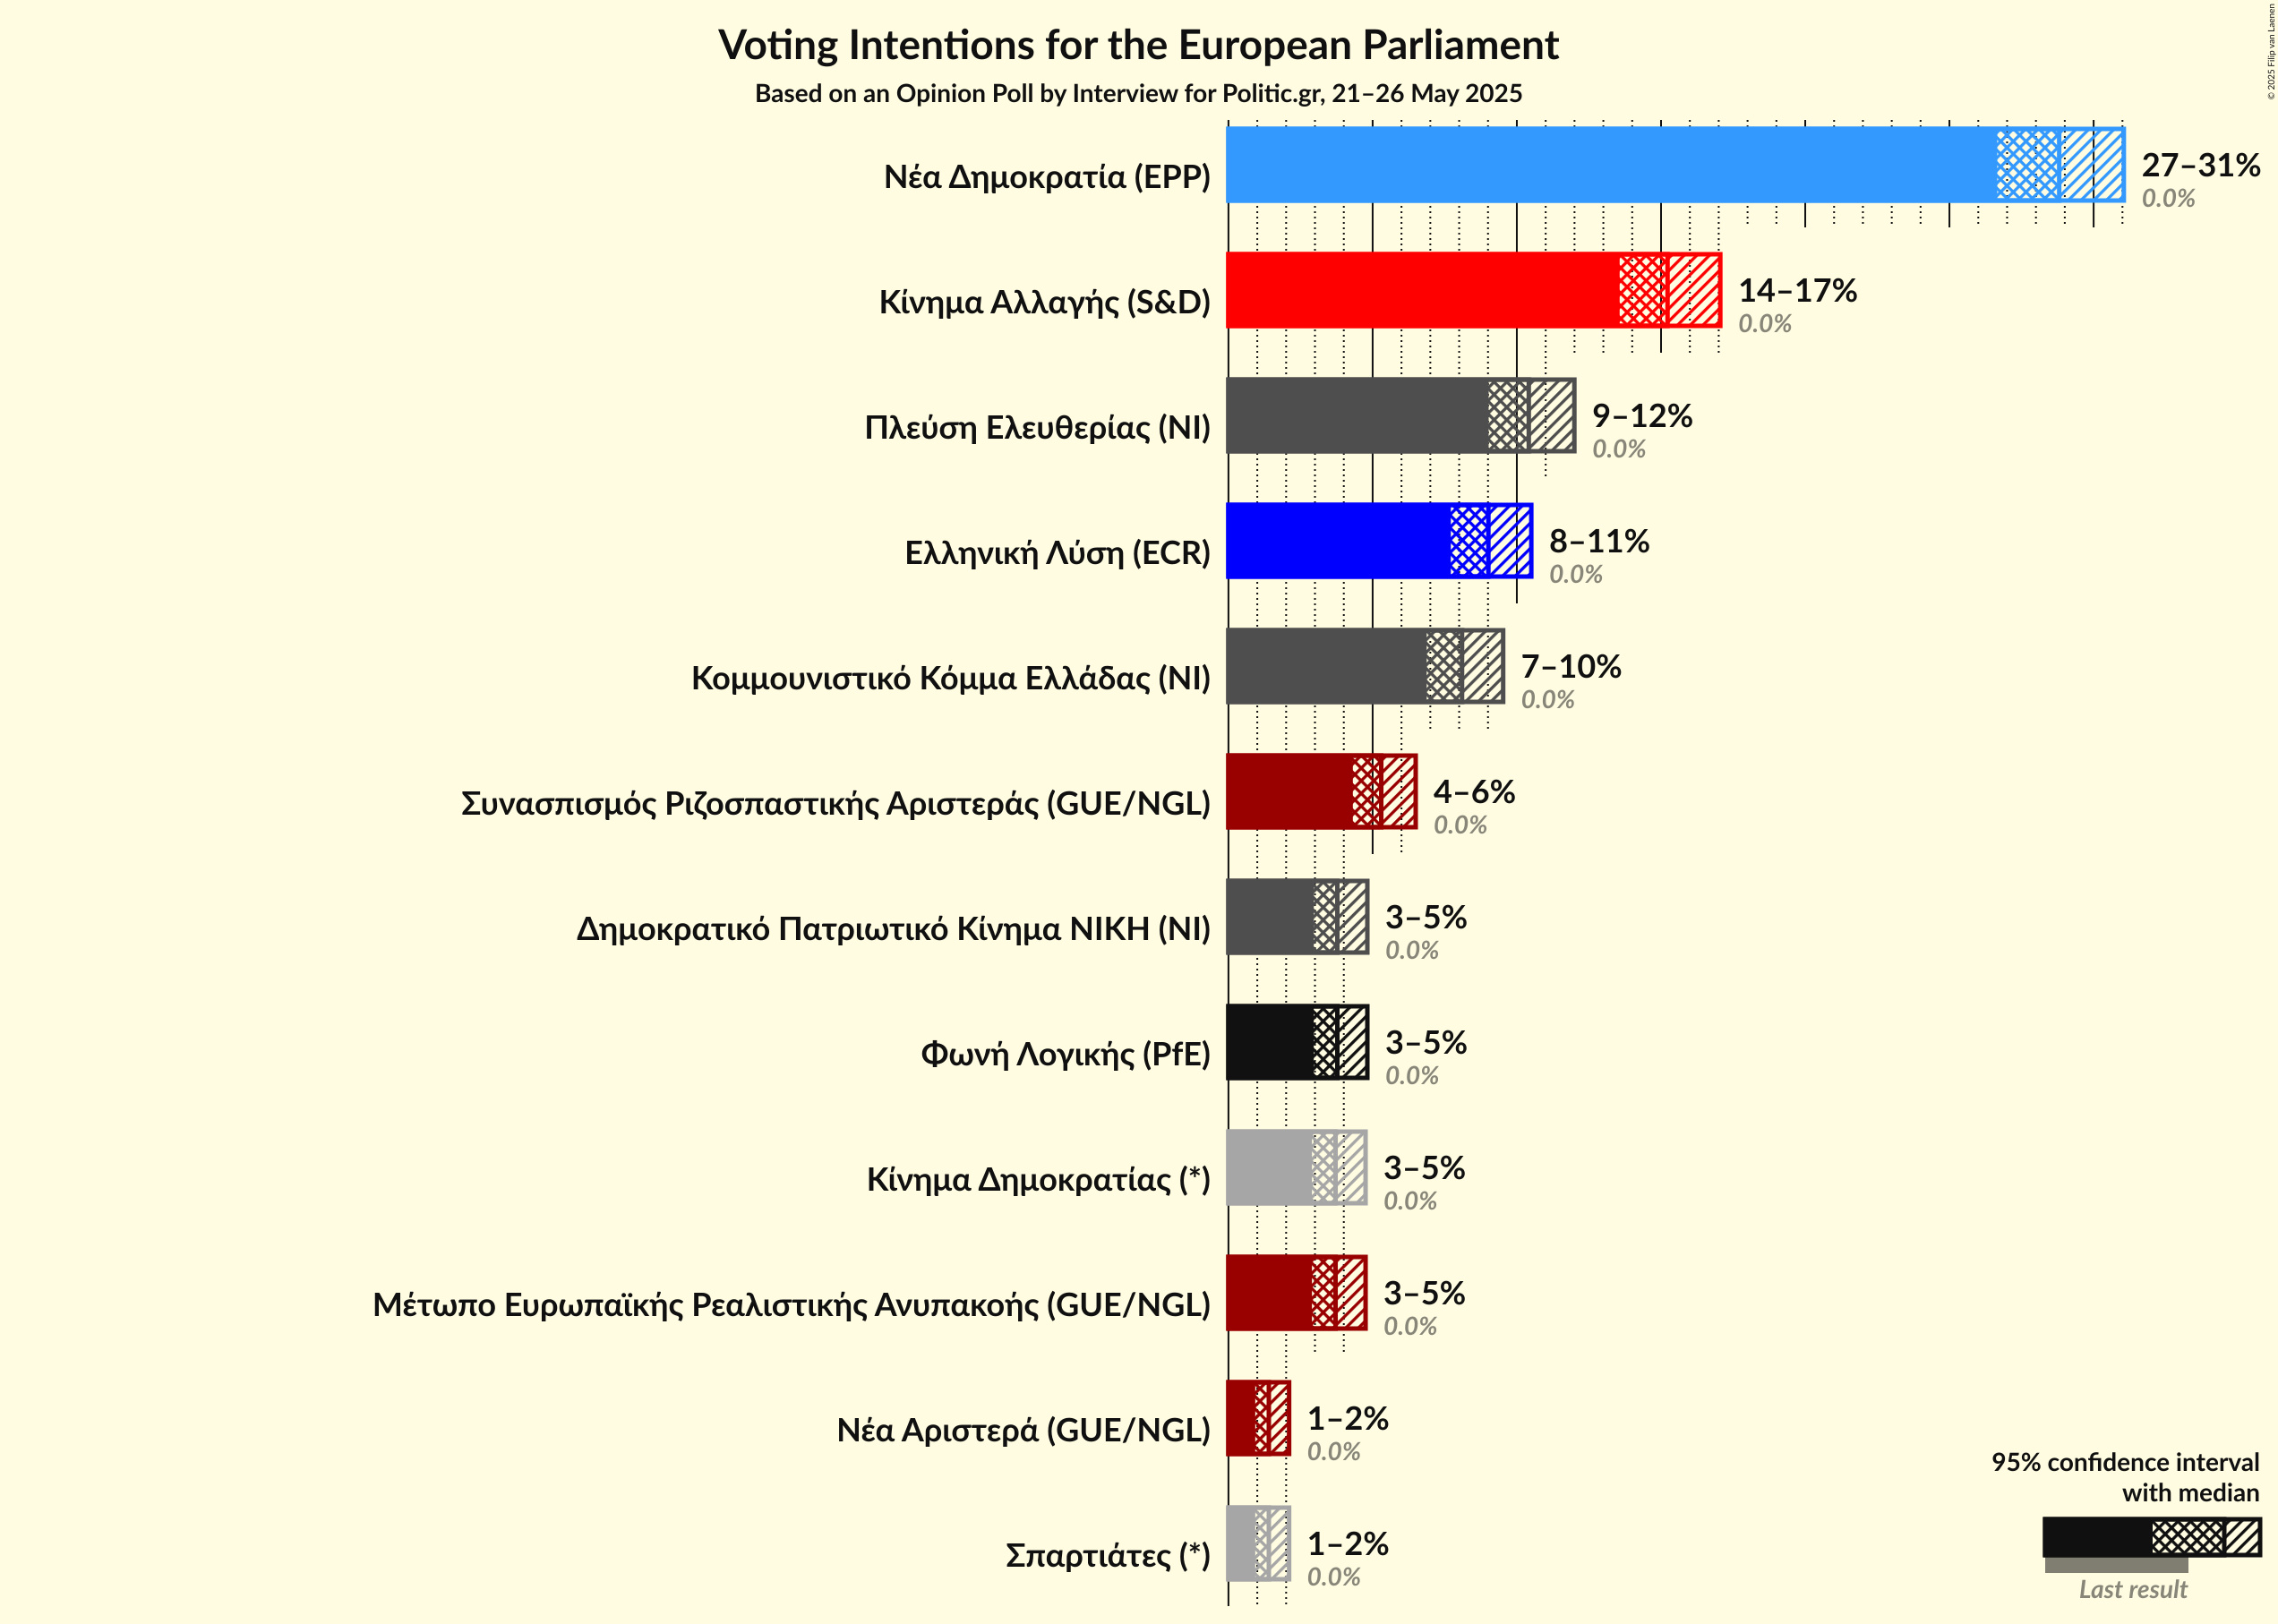 Voting Intentions for the European Parliament
Based on an Opinion Poll by Interview for Politic.gr, 21–26 May 2025
© 2025 Filip van Laenen
Νέα Δημοκρατία (EPP)
27–31%
0.0%
Κίνημα Αλλαγής (S&D)
14–17%
0.0%
Πλεύση Ελευθερίας (NI)
9–12%
0.0%
Ελληνική Λύση (ECR)
8–11%
0.0%
Κομμουνιστικό Κόμμα Ελλάδας (NI)
7–10%
0.0%
Συνασπισμός Ριζοσπαστικής Αριστεράς (GUE/NGL)
4–6%
0.0%
Δημοκρατικό Πατριωτικό Κίνημα ΝΙΚΗ (NI)
3–5%
0.0%
Φωνή Λογικής (PfE)
3–5%
0.0%
Κίνημα Δημοκρατίας (*)
3–5%
0.0%
Μέτωπο Ευρωπαϊκής Ρεαλιστικής Ανυπακοής (GUE/NGL)
3–5%
0.0%
Νέα Αριστερά (GUE/NGL)
1–2%
0.0%
Σπαρτιάτες (*)
1–2%
0.0%
95% confidence interval
with median
Last result